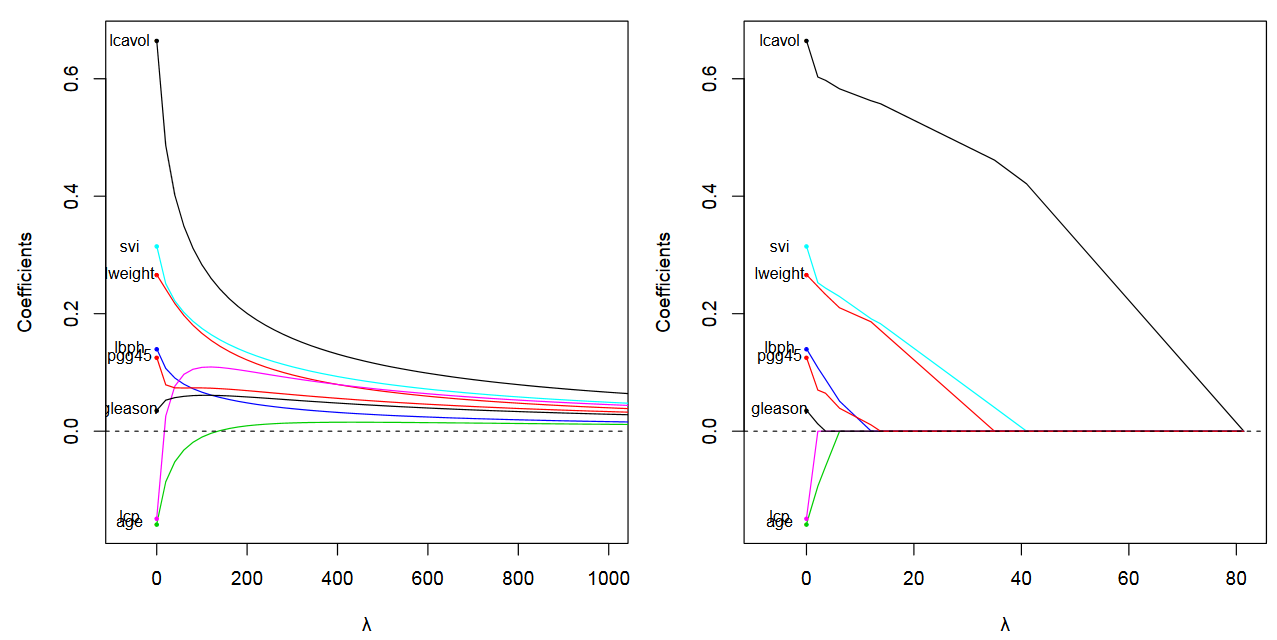 Coefficients
0.0
0.2
0.4
0.6
lcavol
svi
lweight
lbph
pgg45
gleason
lcp
age
0
200
400
600
800
1000
λ
Coefficients
0.0
0.2
0.4
0.6
lcavol
svi
lweight
lbph
pgg45
gleason
lcp
age
0
20
40
60
80
λ